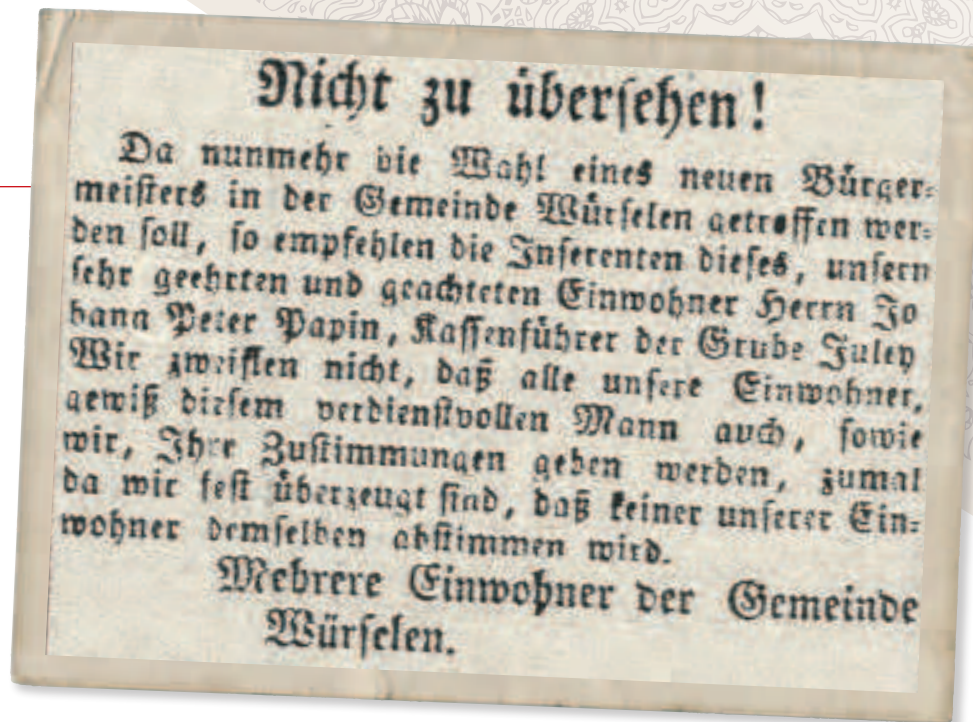 Nicht zu übersehen!
Da nunmehr die Wahl eines neuen Bürger-
meisters in der Gemeinde Würselen getroffen wer-
den soll, so empfehlen die Inserenten dieses, unsern
sehr geehrten und geachteten Einwohner Herrn Jo
hann Peter Papin, Kassenführer der Grube Juley
Wir zweiflen nicht, daß alle unsere Einwohner,
gewiß diesem verdienstvollen Mann auch, sowie
wir, Ihre Zustimmungen geben werden, zumal
da wir fest überzeugt sind, daß keiner unserer Ein-
wohner demselben abstimmen wird.
Mehrere Einwohner der Gemeinde
Würselen.